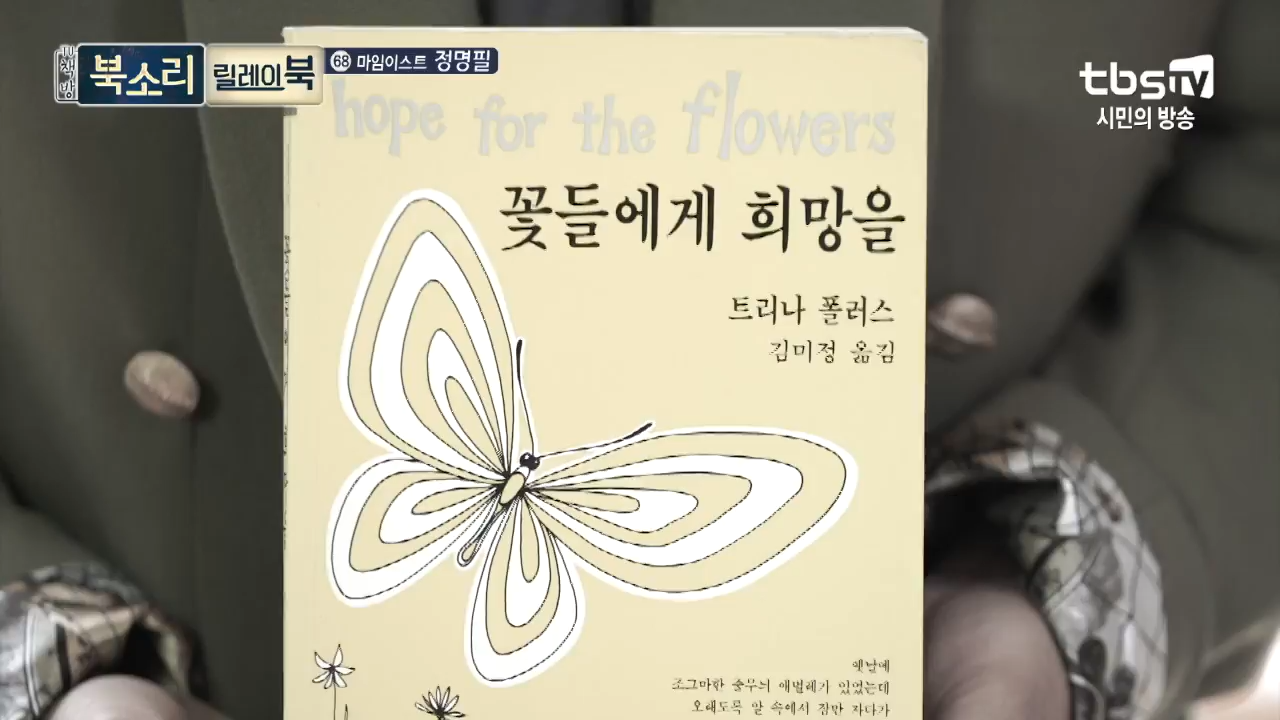 TV
책방
북소리
릴레이북
68 마임이스트 정명필
tbs TV
시민의 방송
hope for the flowers
꽃들에게 희망을
트리나 폴러스
김미정 옮김
옛날에
조그마한 줄무늬 애벌레가 있었는데
오래도록 알 속에서 잠만 자다가